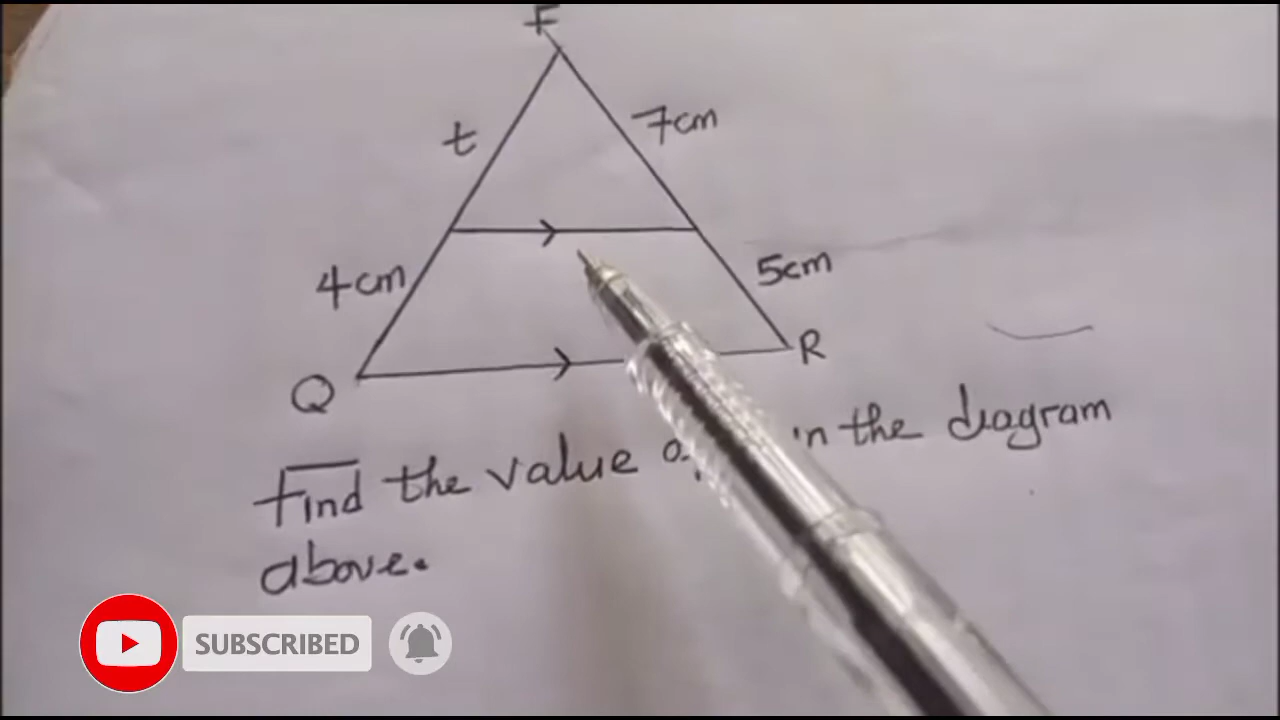 F
t
7cm
4cm
5cm
Q
R
Find the value in the diagram
above.
SUBSCRIBED